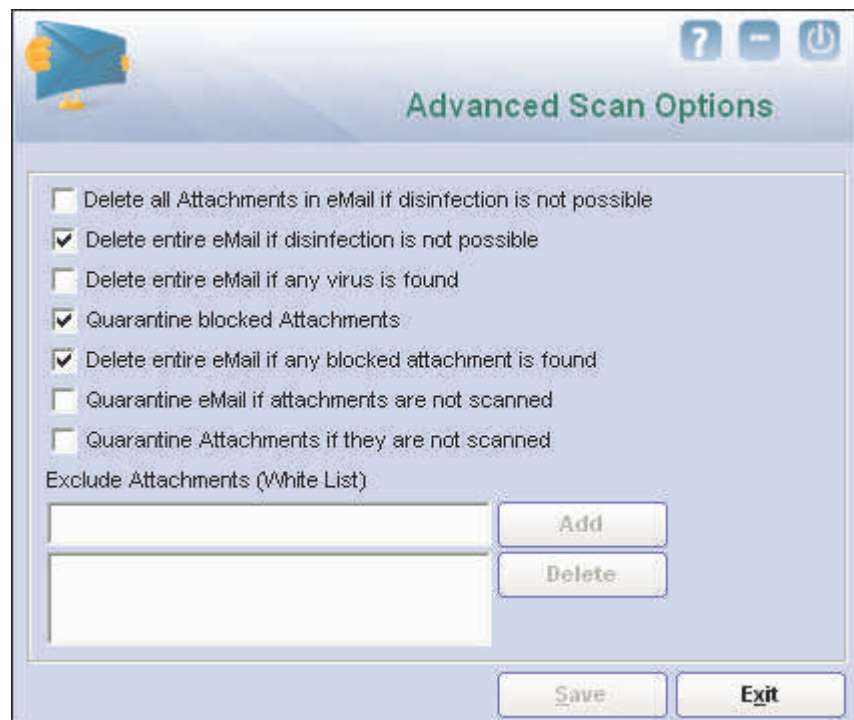 ?
Advanced Scan Options
Delete all Attachments in eMail if disinfection is not possible
Delete entire eMail if disinfection is not possible
Delete entire eMail if any virus is found
Quarantine blocked Attachments
Delete entire eMail if any blocked attachment is found
Quarantine eMail if attachments are not scanned
Quarantine Attachments if they are not scanned
Exclude Attachments (White List)
Add
Delete
Save
Exit